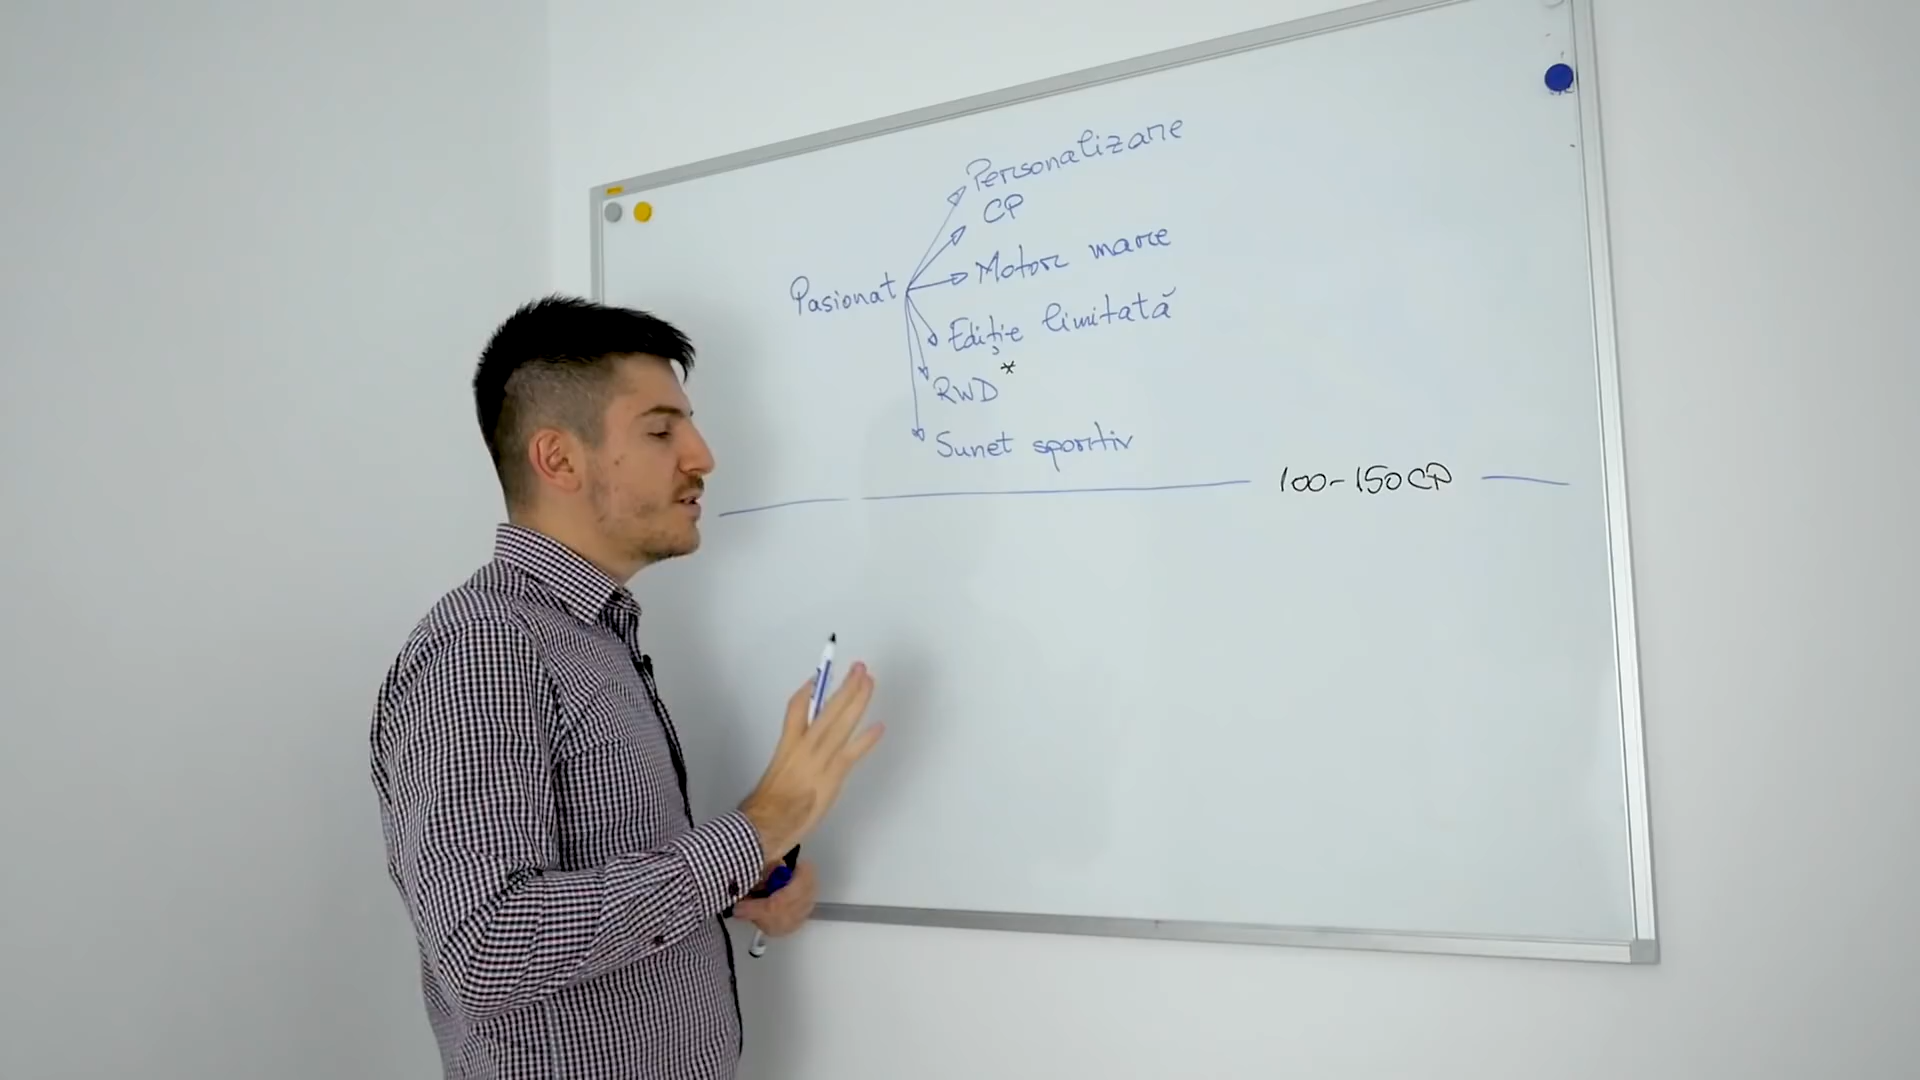 Personalizare
CP
Motor mare
Pasionat
Ediție limitată
RWD *
Sunet sportiv
100-150CP